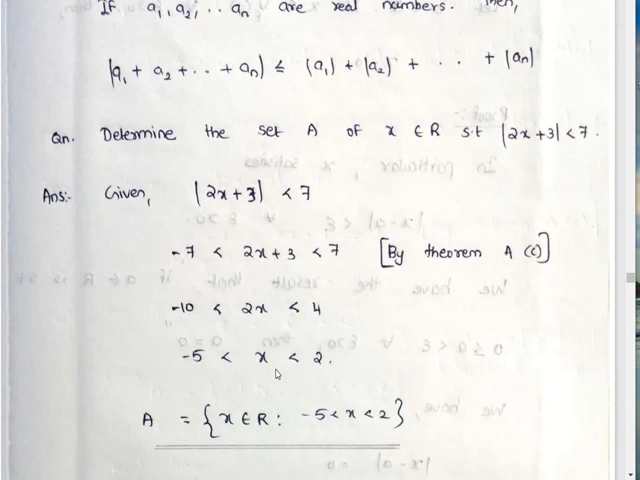 If a₁, a₂, .. aₙ are real numbers. Then,
|a₁ + a₂ + .. + aₙ| ≤ |a₁| + |a₂| + . . + |aₙ|
Qn. Determine the set A of x ∈ R s.t |2x+3| < 7.
Ans:- Given, |2x+3| < 7
-7 < 2x+3 < 7 [By theorem A (c)]
-10 < 2x < 4
-5 < x < 2.
A = {x ∈ R : -5 < x < 2}